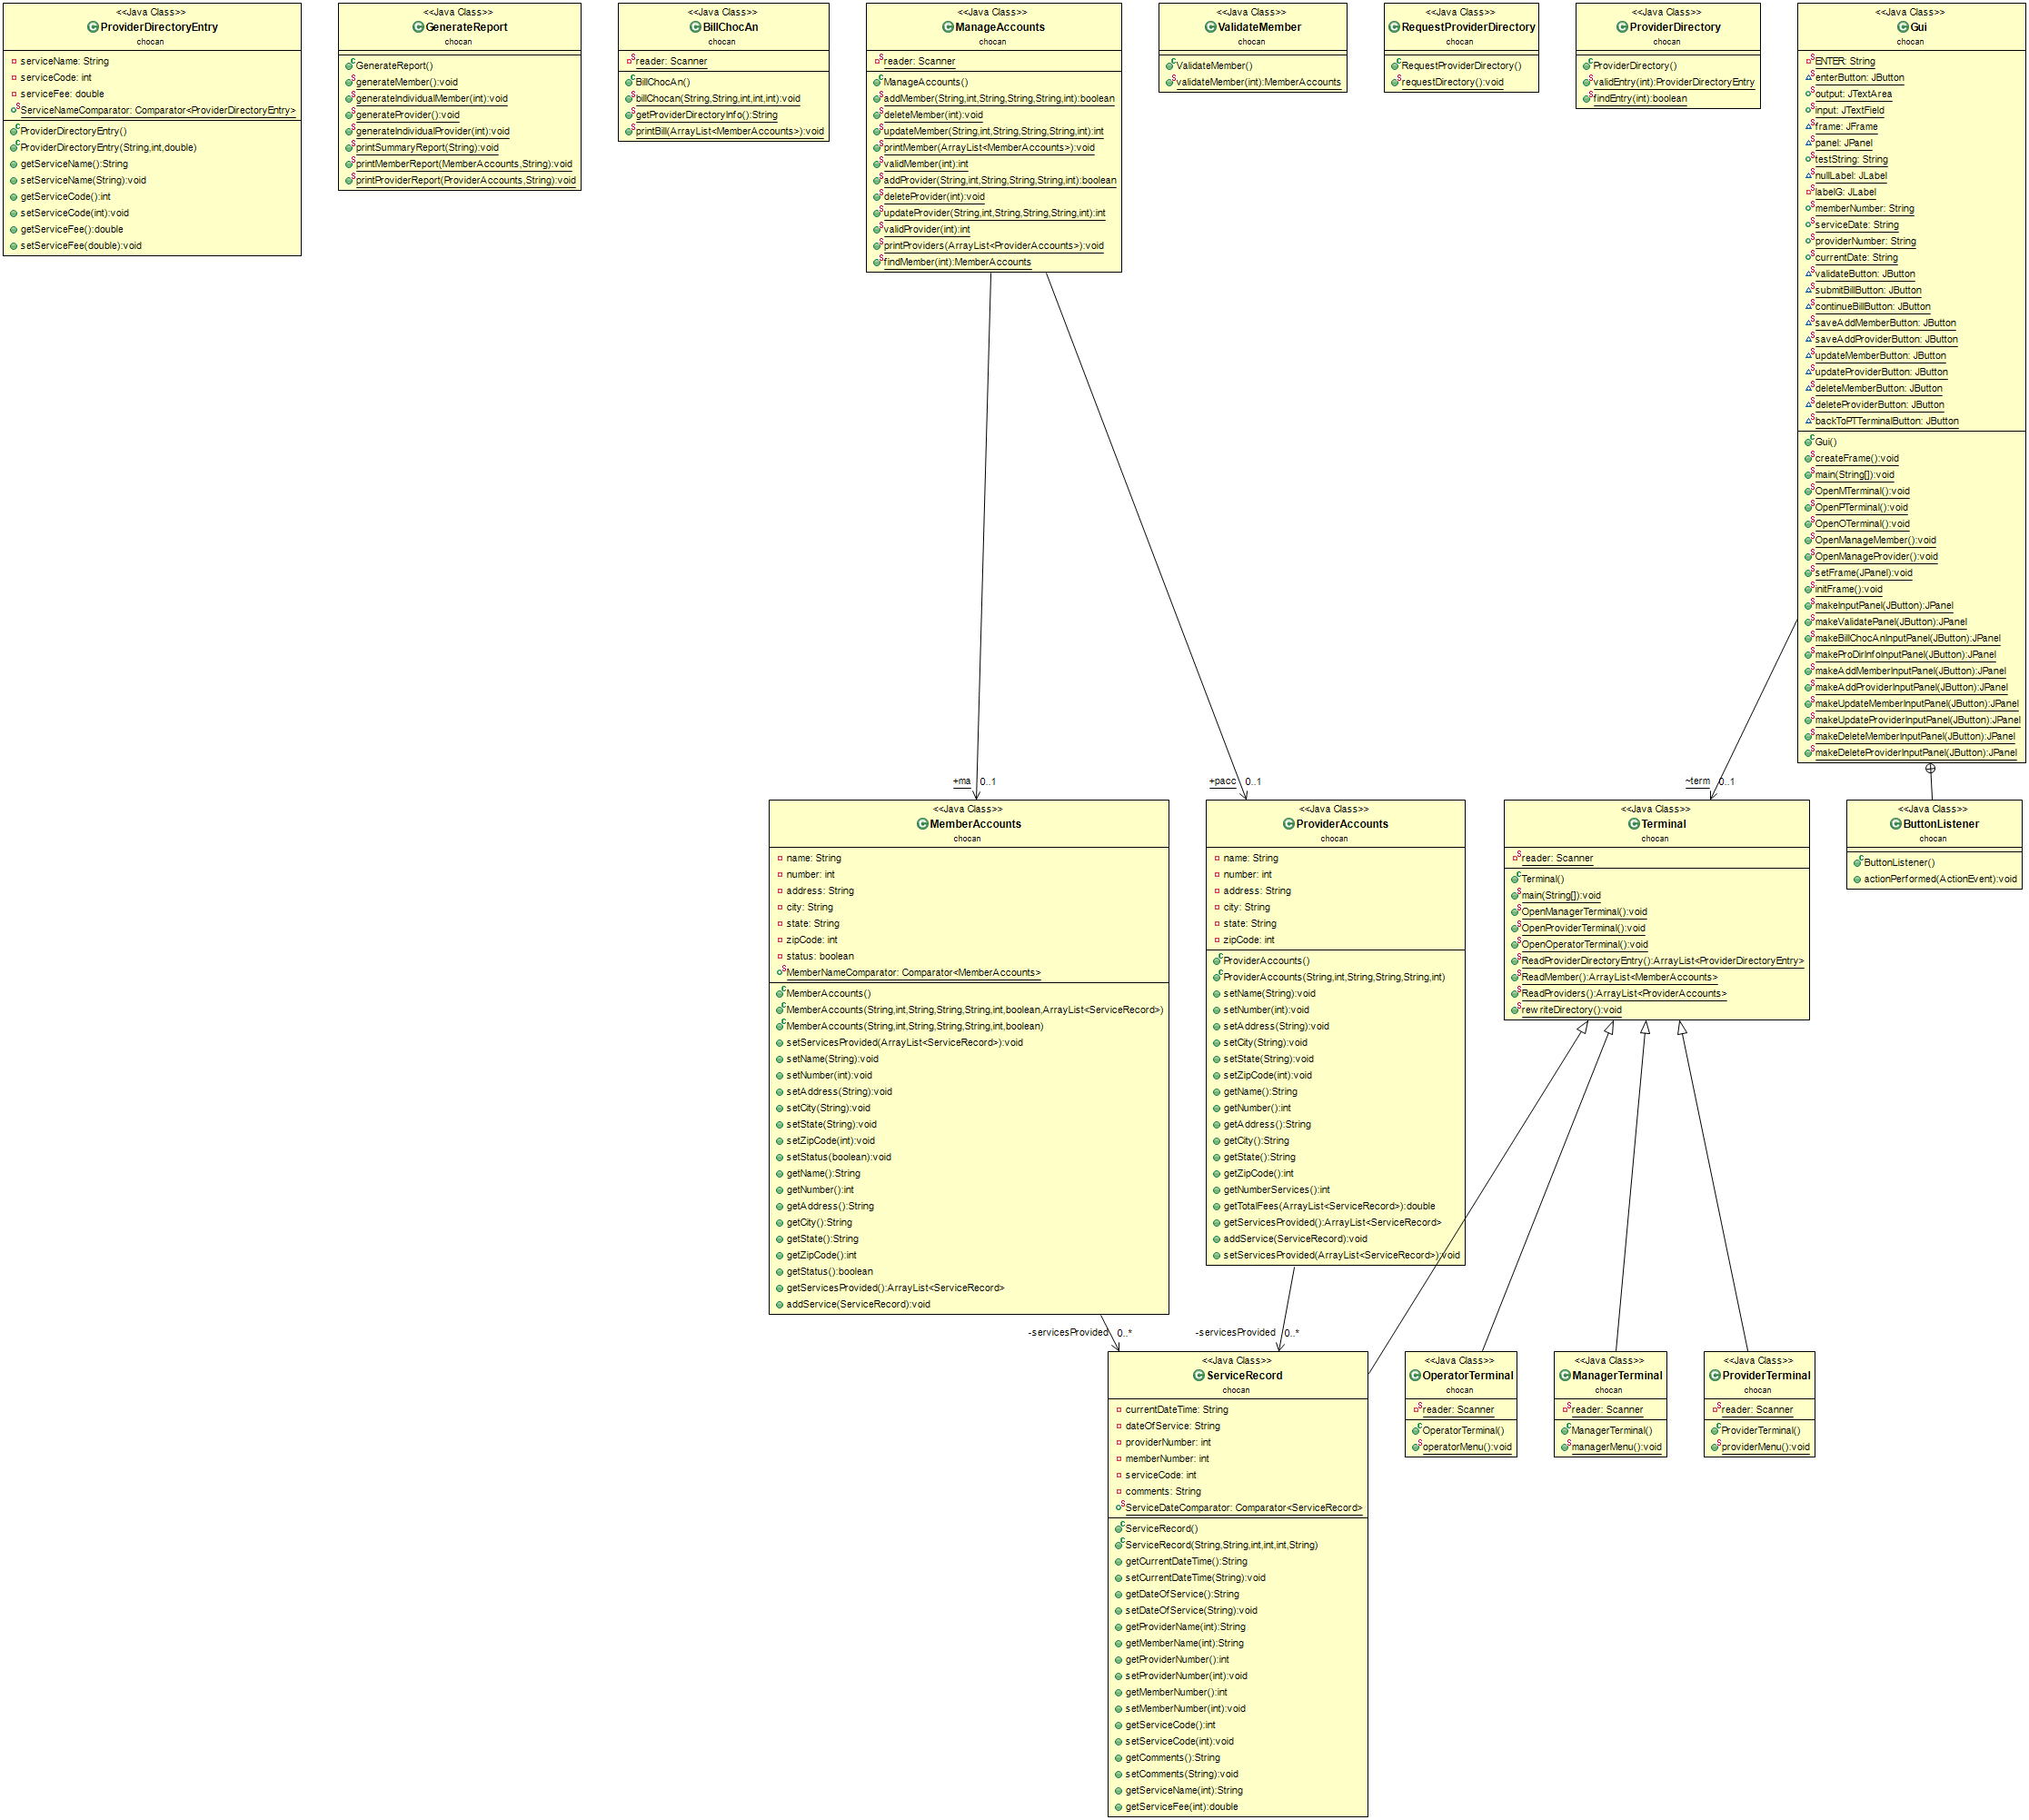 <<Java Class>>
ProviderDirectoryEntry
chocan
serviceName: String
serviceCode: int
serviceFee: double
ServiceNameComparator: Comparator<ProviderDirectoryEntry>
ProviderDirectoryEntry()
ProviderDirectoryEntry(String,int,double)
getServiceName():String
setServiceName(String):void
getServiceCode():int
setServiceCode(int):void
getServiceFee():double
setServiceFee(double):void
<<Java Class>>
GenerateReport
chocan
GenerateReport()
generateMember():void
generateIndividualMember(int):void
generateProvider():void
generateIndividualProvider(int):void
printSummaryReport(String):void
printMemberReport(MemberAccounts,String):void
printProviderReport(ProviderAccounts,String):void
<<Java Class>>
BillChocAn
chocan
reader: Scanner
BillChocAn()
billChocan(String,String,int,int,int):void
getProviderDirectoryInfo():String
printBill(ArrayList<MemberAccounts>):void
<<Java Class>>
ManageAccounts
chocan
reader: Scanner
ManageAccounts()
addMember(String,int,String,String,String,int):boolean
deleteMember(int):void
updateMember(String,int,String,String,String,int):int
printMember(ArrayList<MemberAccounts>):void
validMember(int):int
addProvider(String,int,String,String,String,int):boolean
deleteProvider(int):void
updateProvider(String,int,String,String,String,int):int
validProvider(int):int
printProviders(ArrayList<ProviderAccounts>):void
findMember(int):MemberAccounts
<<Java Class>>
ValidateMember
chocan
ValidateMember()
validateMember(int):MemberAccounts
<<Java Class>>
RequestProviderDirectory
chocan
RequestProviderDirectory()
requestDirectory():void
<<Java Class>>
ProviderDirectory
chocan
ProviderDirectory()
validEntry(int):ProviderDirectoryEntry
findEntry(int):boolean
<<Java Class>>
Gui
chocan
ENTER: String
enterButton: JButton
output: JTextArea
input: JTextField
frame: JFrame
panel: JPanel
testString: String
nullLabel: JLabel
labelG: JLabel
memberNumber: String
serviceDate: String
providerNumber: String
currentDate: String
validateButton: JButton
submitBillButton: JButton
continueBillButton: JButton
saveAddMemberButton: JButton
saveAddProviderButton: JButton
updateMemberButton: JButton
updateProviderButton: JButton
deleteMemberButton: JButton
deleteProviderButton: JButton
backToPTTerminalButton: JButton
Gui()
createFrame():void
main(String[]):void
OpenMTerminal():void
OpenPTerminal():void
OpenOTerminal():void
OpenManageMember():void
OpenManageProvider():void
setFrame(JPanel):void
initFrame():void
makeInputPanel(JButton):JPanel
makeValidatePanel(JButton):JPanel
makeBillChocAnInputPanel(JButton):JPanel
makeProDirInfoInputPanel(JButton):JPanel
makeAddMemberInputPanel(JButton):JPanel
makeAddProviderInputPanel(JButton):JPanel
makeUpdateMemberInputPanel(JButton):JPanel
makeUpdateProviderInputPanel(JButton):JPanel
makeDeleteMemberInputPanel(JButton):JPanel
makeDeleteProviderInputPanel(JButton):JPanel
+ma 0..1
+pacc 0..1
~term 0..1
<<Java Class>>
MemberAccounts
chocan
name: String
number: int
address: String
city: String
state: String
zipCode: int
status: boolean
MemberNameComparator: Comparator<MemberAccounts>
MemberAccounts()
MemberAccounts(String,int,String,String,String,int,boolean,ArrayList<ServiceRecord>)
MemberAccounts(String,int,String,String,String,int,boolean)
setServicesProvided(ArrayList<ServiceRecord>):void
setName(String):void
setNumber(int):void
setAddress(String):void
setCity(String):void
setState(String):void
setZipCode(int):void
setStatus(boolean):void
getName():String
getNumber():int
getAddress():String
getCity():String
getState():String
getZipCode():int
getStatus():boolean
getServicesProvided():ArrayList<ServiceRecord>
addService(ServiceRecord):void
<<Java Class>>
ProviderAccounts
chocan
name: String
number: int
address: String
city: String
state: String
zipCode: int
ProviderAccounts()
ProviderAccounts(String,int,String,String,String,int)
setName(String):void
setNumber(int):void
setAddress(String):void
setCity(String):void
setState(String):void
setZipCode(int):void
getName():String
getNumber():int
getAddress():String
getCity():String
getState():String
getZipCode():int
getNumberServices():int
getTotalFees(ArrayList<ServiceRecord>):double
getServicesProvided():ArrayList<ServiceRecord>
addService(ServiceRecord):void
setServicesProvided(ArrayList<ServiceRecord>):void
<<Java Class>>
Terminal
chocan
reader: Scanner
Terminal()
main(String[]):void
OpenManagerTerminal():void
OpenProviderTerminal():void
OpenOperatorTerminal():void
ReadProviderDirectoryEntry():ArrayList<ProviderDirectoryEntry>
ReadMember():ArrayList<MemberAccounts>
ReadProviders():ArrayList<ProviderAccounts>
rewriteDirectory():void
<<Java Class>>
ButtonListener
chocan
ButtonListener()
actionPerformed(ActionEvent):void
-servicesProvided 0..*
-servicesProvided 0..*
<<Java Class>>
ServiceRecord
chocan
currentDateTime: String
dateOfService: String
providerNumber: int
memberNumber: int
serviceCode: int
comments: String
ServiceDateComparator: Comparator<ServiceRecord>
ServiceRecord()
ServiceRecord(String,String,int,int,int,String)
getCurrentDateTime():String
setCurrentDateTime(String):void
getDateOfService():String
setDateOfService(String):void
getProviderName(int):String
getMemberName(int):String
getProviderNumber():int
setProviderNumber(int):void
getMemberNumber():int
setMemberNumber(int):void
getServiceCode():int
setServiceCode(int):void
getComments():String
setComments(String):void
getServiceName(int):String
getServiceFee(int):double
<<Java Class>>
OperatorTerminal
chocan
reader: Scanner
OperatorTerminal()
operatorMenu():void
<<Java Class>>
ManagerTerminal
chocan
reader: Scanner
ManagerTerminal()
managerMenu():void
<<Java Class>>
ProviderTerminal
chocan
reader: Scanner
ProviderTerminal()
providerMenu():void